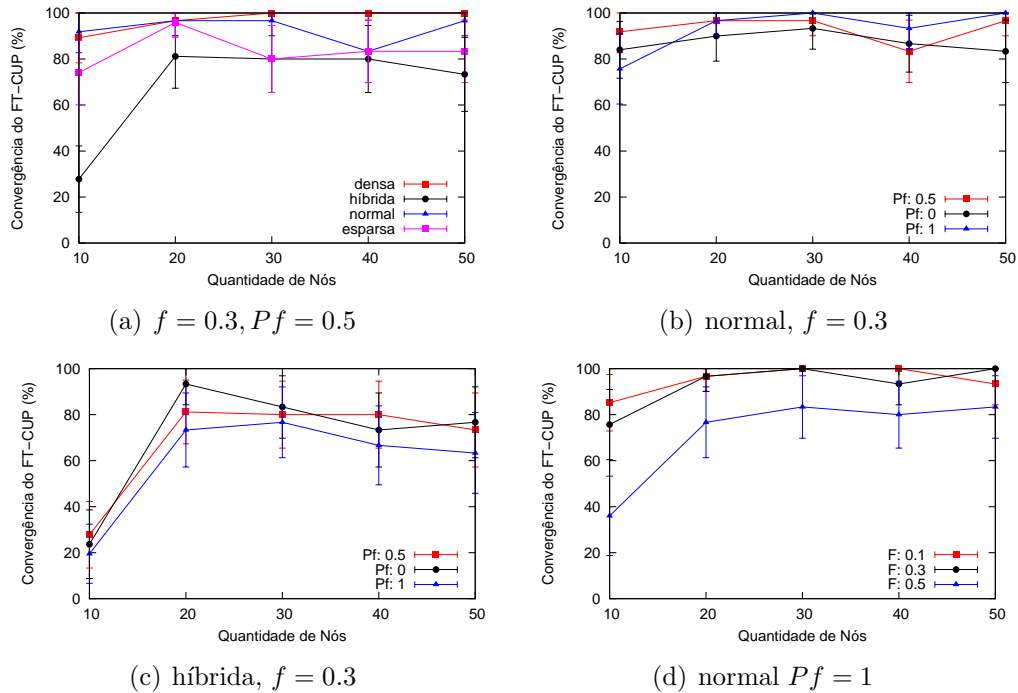 Convergência do FT−CUP (%)
100
80
60
40
20
0
10 20 30 40 50
Quantidade de Nós
densa
híbrida
normal
esparsa
(a) f = 0.3, Pf = 0.5
Convergência do FT−CUP (%)
100
80
60
40
20
0
10 20 30 40 50
Quantidade de Nós
Pf: 0.5
Pf: 0
Pf: 1
(b) normal, f = 0.3
Convergência do FT−CUP (%)
100
80
60
40
20
0
10 20 30 40 50
Quantidade de Nós
Pf: 0.5
Pf: 0
Pf: 1
(c) híbrida, f = 0.3
Convergência do FT−CUP (%)
100
80
60
40
20
0
10 20 30 40 50
Quantidade de Nós
F: 0.1
F: 0.3
F: 0.5
(d) normal Pf = 1